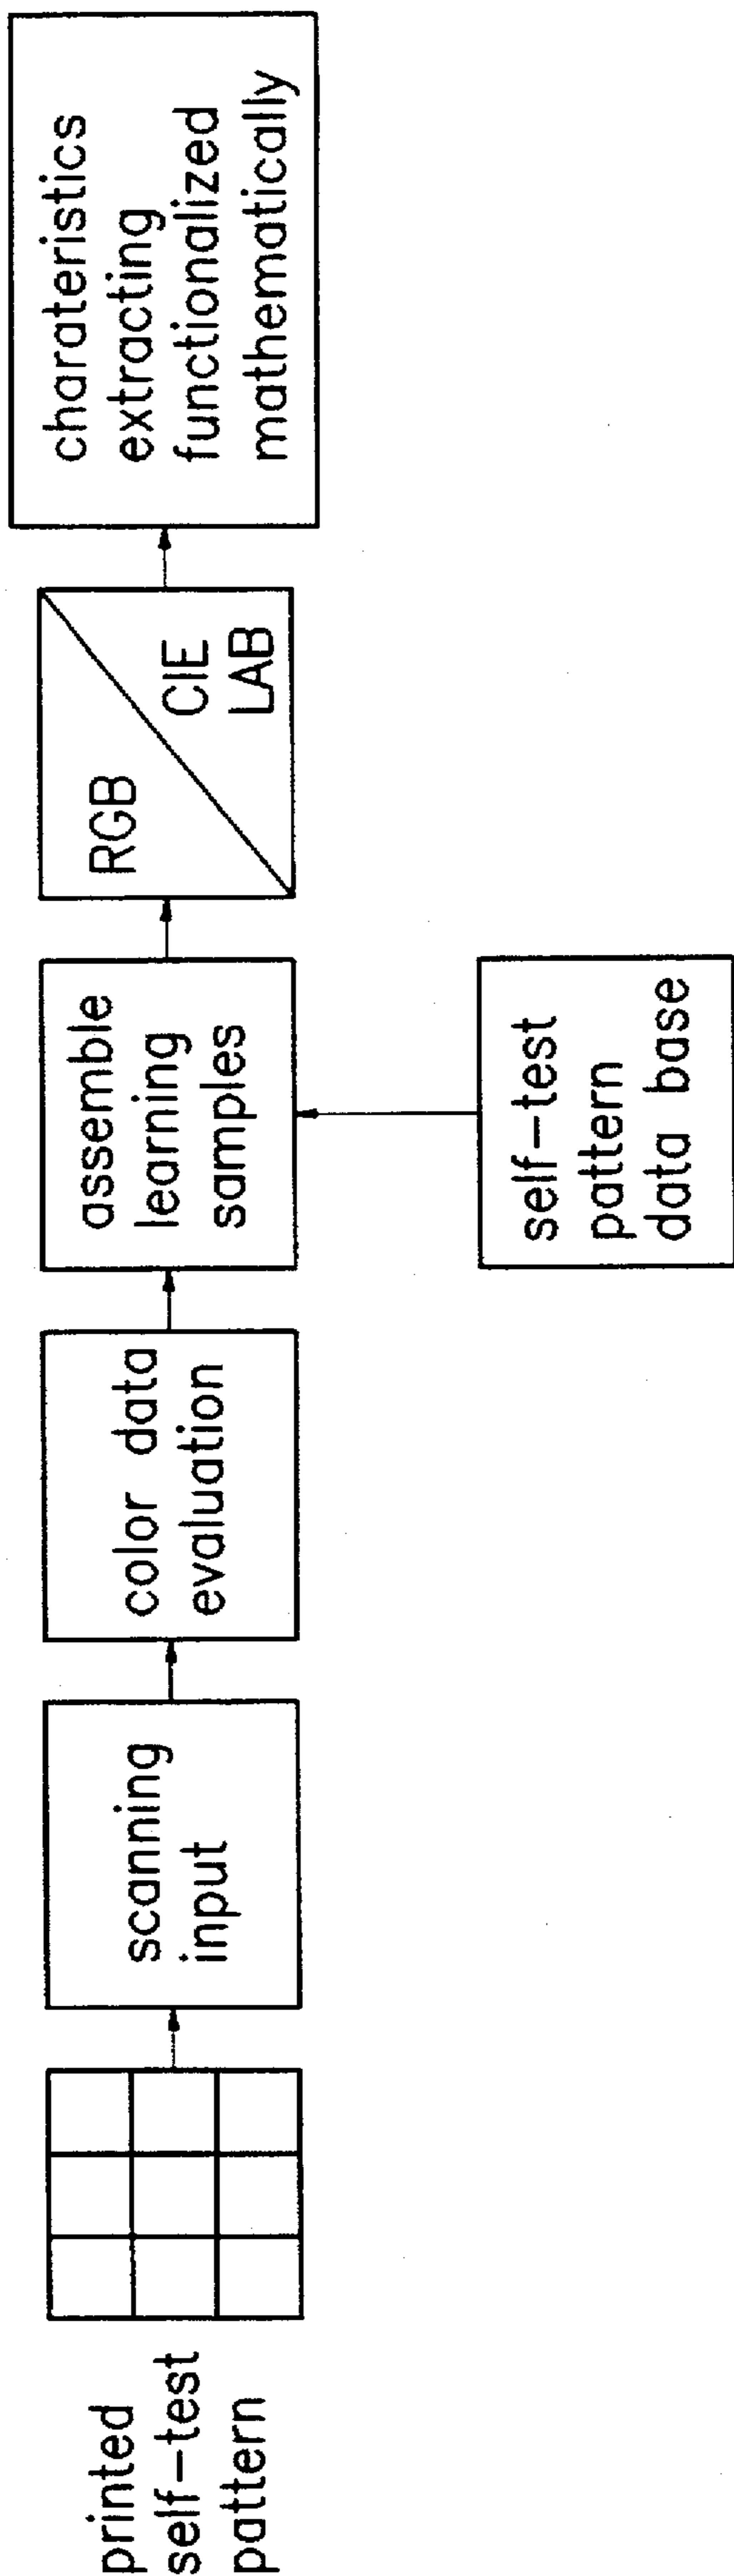 printed
self-test
pattern
scanning
input
color data
evaluation
assemble
learning
samples
self-test
pattern
data base
RGB
CIE
LAB
charateristics
extracting
functionalized
mathematically